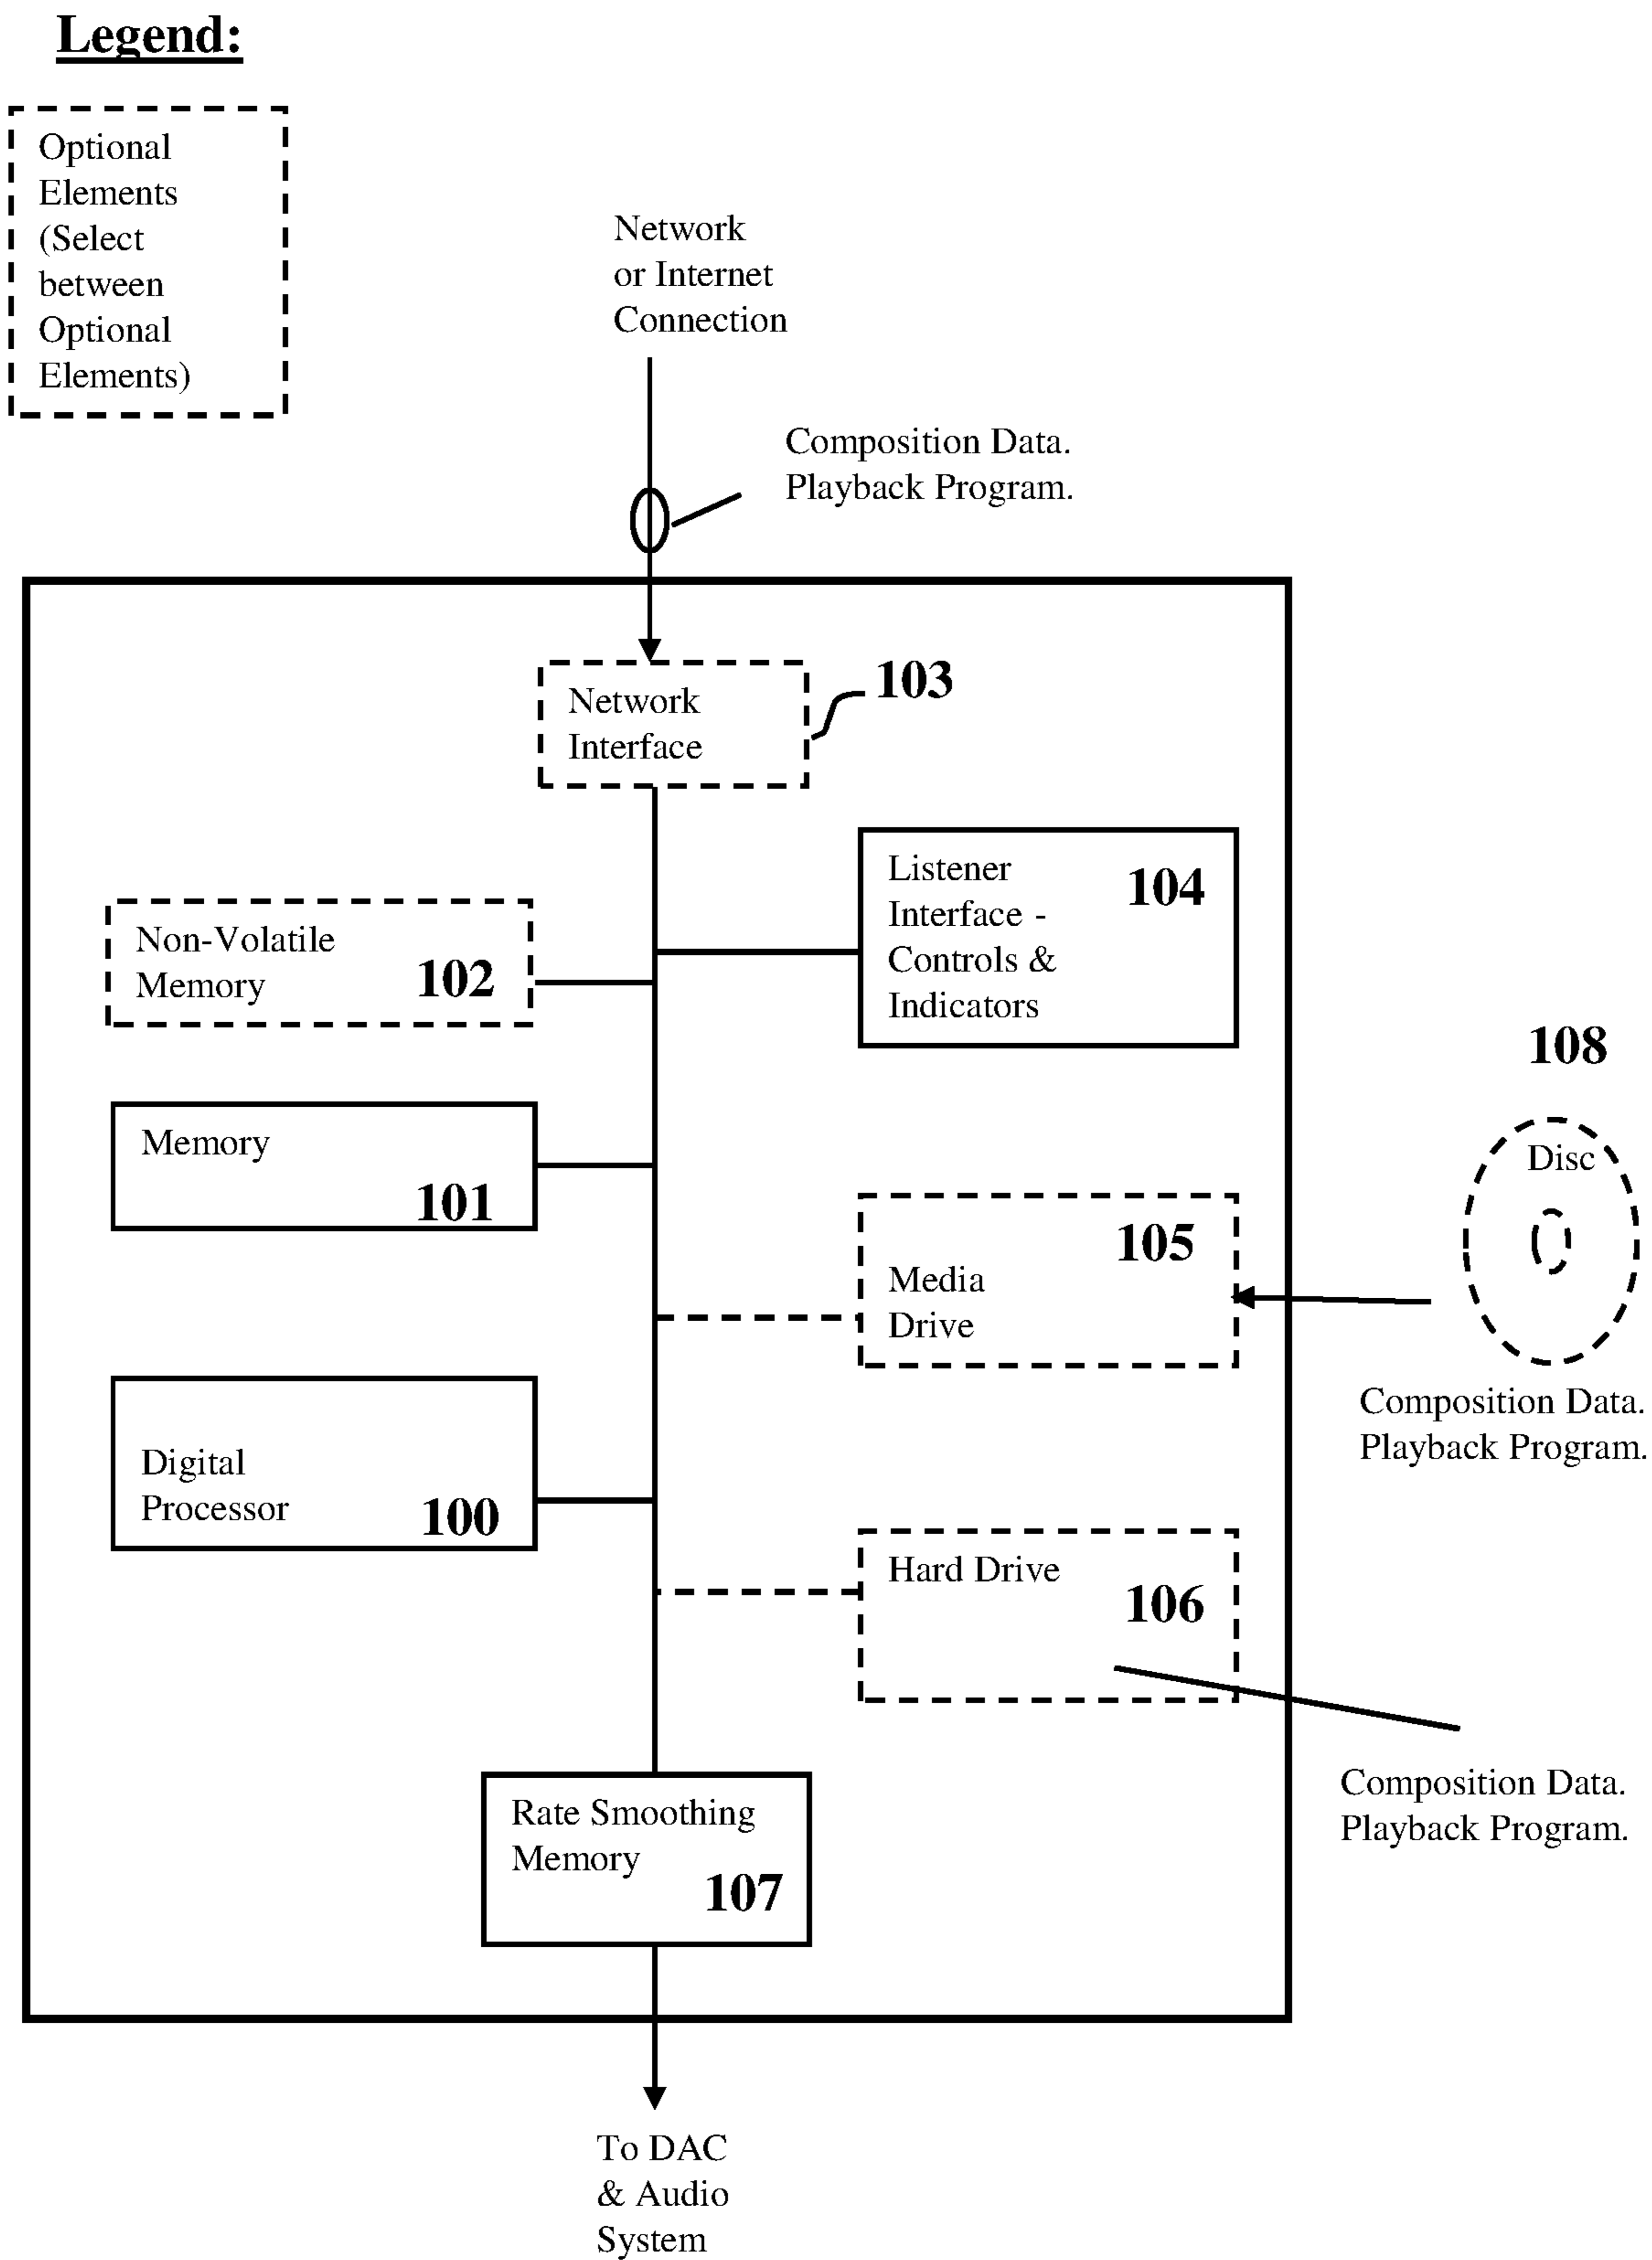 Legend:
Optional
Elements
(Select
between
Optional
Elements)
Network
or Internet
Connection
Composition Data.
Playback Program.
Network
Interface
103
Listener
Interface -
Controls &
Indicators
104
Non-Volatile
Memory
102
108
Disc
Memory
101
105
Media
Drive
Composition Data.
Playback Program.
Digital
Processor
100
Hard Drive
106
Composition Data.
Playback Program.
Rate Smoothing
Memory
107
To DAC
& Audio
System